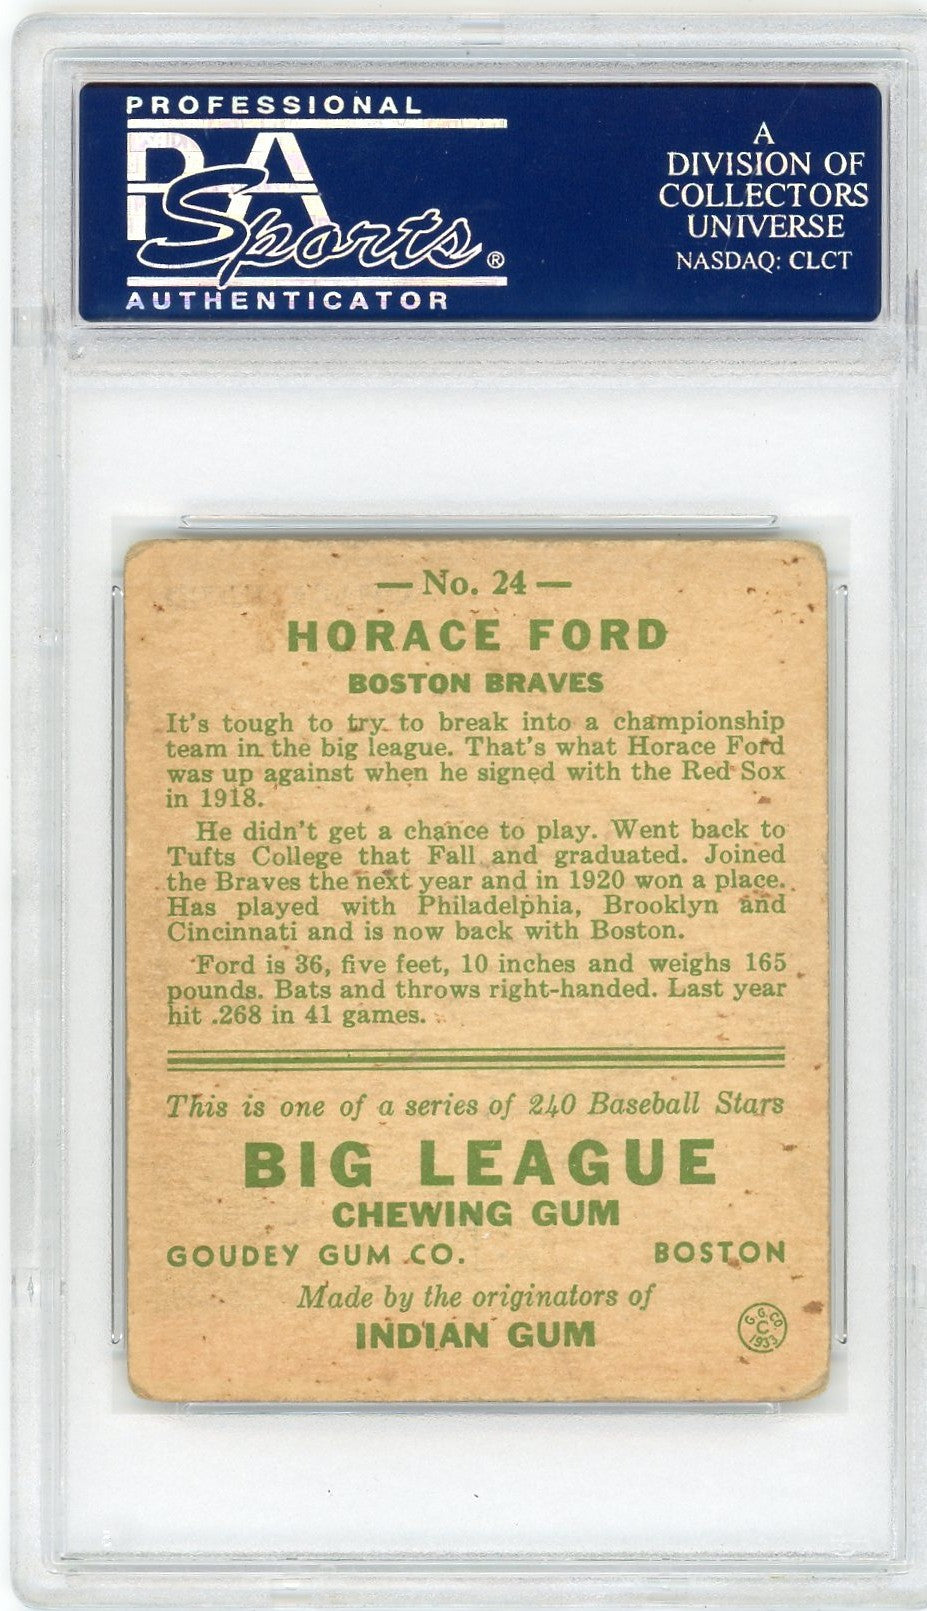 PROFESSIONAL
PSA
Sports®
AUTHENTICATOR
A
DIVISION OF
COLLECTORS
UNIVERSE
NASDAQ: CLCT
— No. 24 —
HORACE FORD
BOSTON BRAVES
It's tough to try to break into a championship
team in the big league. That's what Horace Ford
was up against when he signed with the Red Sox
in 1918.
He didn't get a chance to play. Went back to
Tufts College that Fall and graduated. Joined
the Braves the next year and in 1920 won a place.
Has played with Philadelphia, Brooklyn and
Cincinnati and is now back with Boston.
Ford is 36, five feet, 10 inches and weighs 165
pounds. Bats and throws right-handed. Last year
hit .268 in 41 games.
This is one of a series of 240 Baseball Stars
BIG LEAGUE
CHEWING GUM
GOUDEY GUM CO. BOSTON
Made by the originators of
INDIAN GUM
G.G.CO.
C
1933